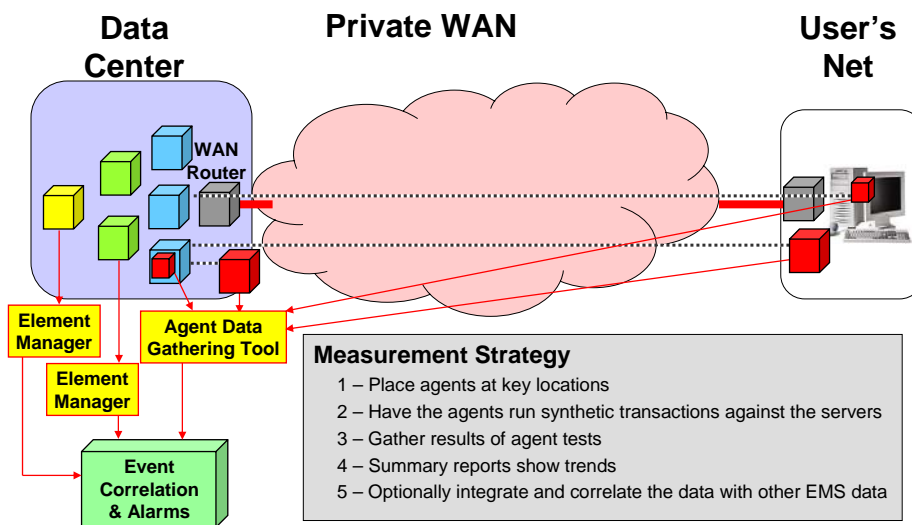 Data
Center
Private WAN
User's
Net
WAN
Router
Element
Manager
Agent Data
Gathering Tool
Element
Manager
Event
Correlation
& Alarms
Measurement Strategy
1 – Place agents at key locations
2 – Have the agents run synthetic transactions against the servers
3 – Gather results of agent tests
4 – Summary reports show trends
5 – Optionally integrate and correlate the data with other EMS data